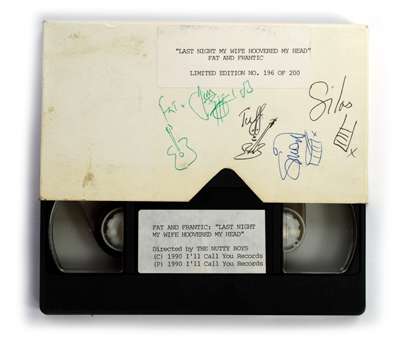 "LAST NIGHT MY WIFE HOOVERED MY HEAD"
FAT AND FRANTIC
LIMITED EDITION NO. 196 OF 200
Silas
FAT AND FRANTIC: "LAST NIGHT
MY WIFE HOOVERED MY HEAD"
Directed by THE NUTTY BOYS
(C) 1990 I'll Call You Records
(P) 1990 I'll Call You Records